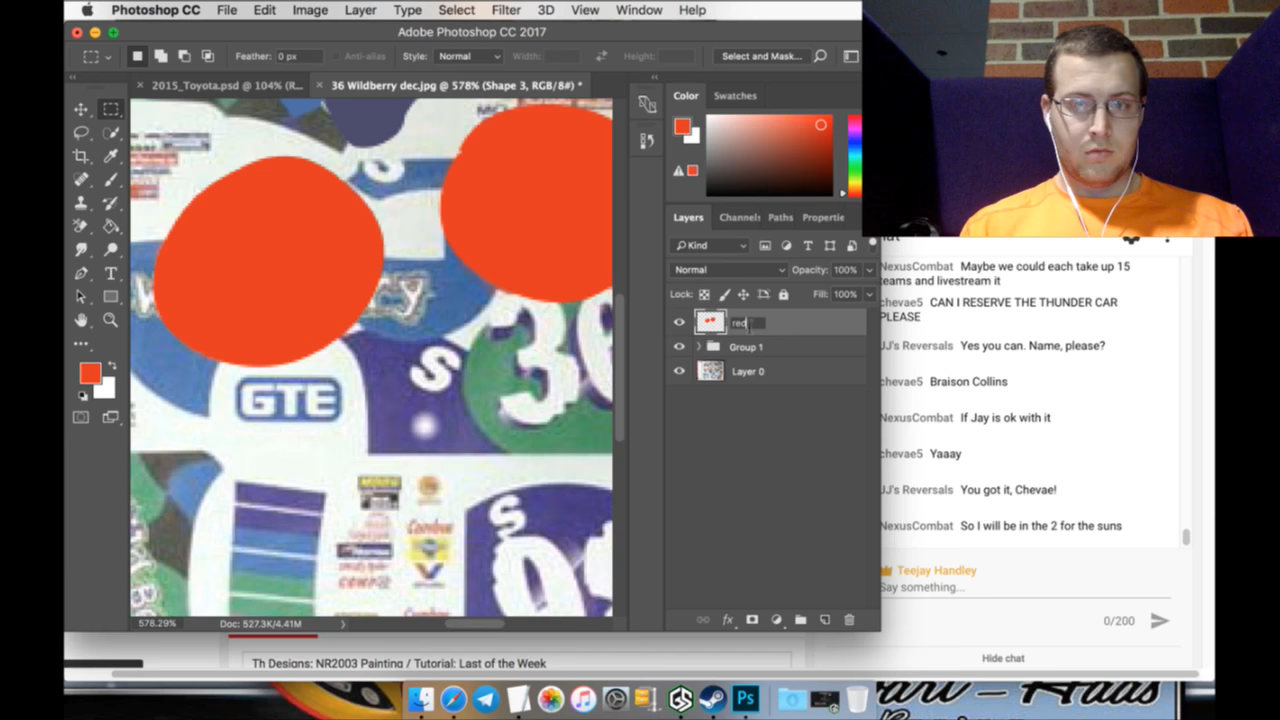 Photoshop CC File Edit Image Layer Type Select Filter 3D View Window Help
Adobe Photoshop CC 2017
Feather: 0 px Anti-alias Style: Normal Width: Height: Select and Mask...
2015_Toyota.psd @ 104% (R... 36 Wildberry dec.jpg @ 578% (Shape 3, RGB/8#) *
Color Swatches
Layers Channels Paths Propertie
Kind
Normal Opacity: 100%
Lock: Fill: 100%
red
Group 1
Layer 0
fx
S
GTE
S
36
S
Combos
578.29% Doc: 527.3K/4.41M
NexusCombat Maybe we could each take up 15
teams and livestream it
chevae5 CAN I RESERVE THE THUNDER CAR
PLEASE
JJ's Reversals Yes you can. Name, please?
chevae5 Braison Collins
NexusCombat If Jay is ok with it
chevae5 Yaaay
JJ's Reversals You got it, Chevae!
NexusCombat So I will be in the 2 for the suns
Teejay Handley
Say something...
0/200
Hide chat
Th Designs: NR2003 Painting / Tutorial: Last of the Week
Ps